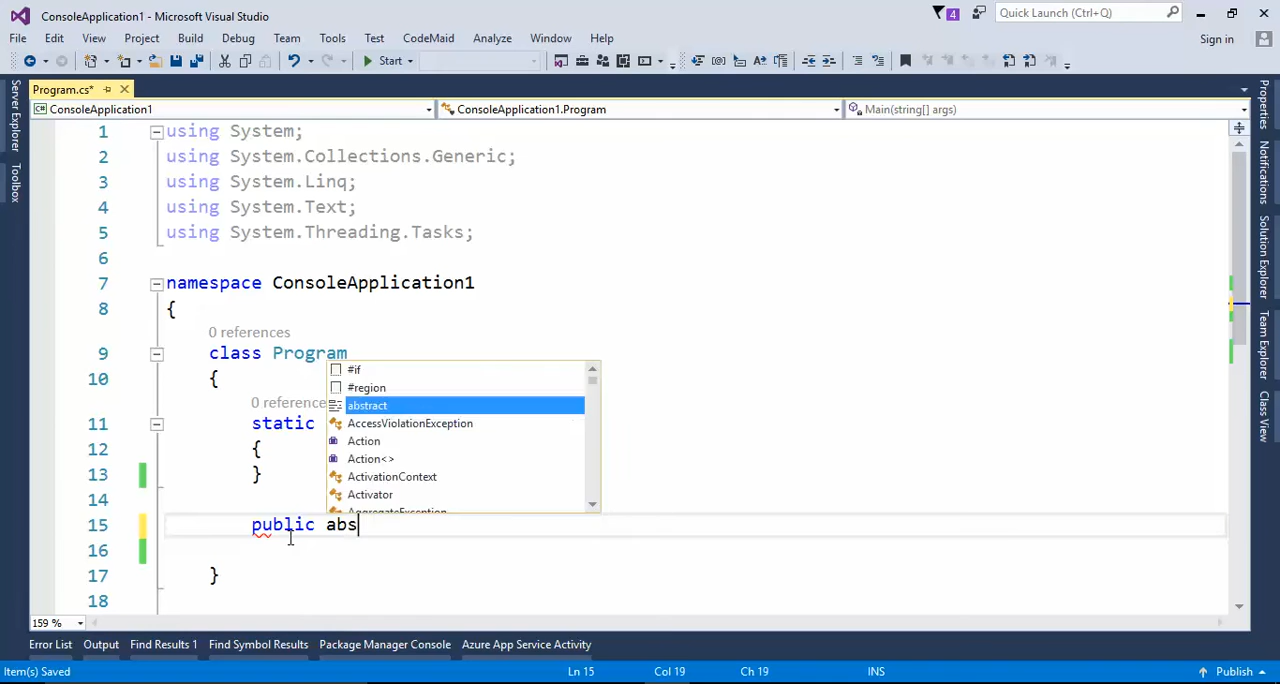 ConsoleApplication1 - Microsoft Visual Studio
4
Quick Launch (Ctrl+Q)
File Edit View Project Build Debug Team Tools Test CodeMaid Analyze Window Help
Sign in
Start
Program.cs*
ConsoleApplication1 ConsoleApplication1.Program Main(string[] args)
Server Explorer
Toolbox
1 using System;
2 using System.Collections.Generic;
3 using System.Linq;
4 using System.Text;
5 using System.Threading.Tasks;
6
7 namespace ConsoleApplication1
8 {
0 references
9 class Program
10 {
0 reference
11 static
12 {
13 }
14
15 public abs
16
17 }
18
#if
#region
abstract
AccessViolationException
Action
Action<>
ActivationContext
Activator
AggregateException
Properties
Notifications
Solution Explorer
Team Explorer
Class View
159 %
Error List Output Find Results 1 Find Symbol Results Package Manager Console Azure App Service Activity
Item(s) Saved Ln 15 Col 19 Ch 19 INS Publish